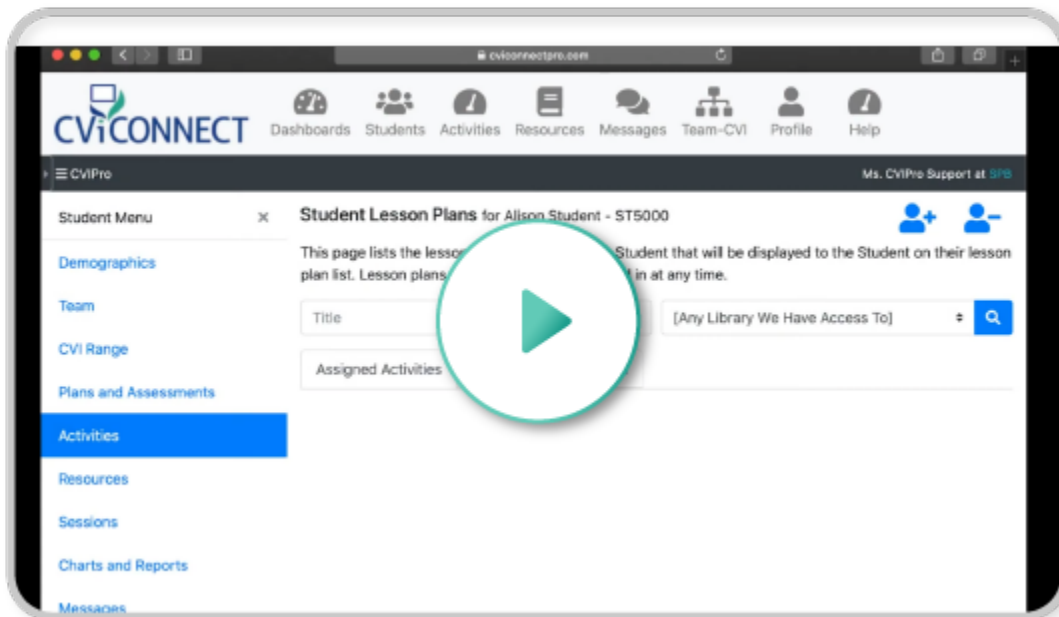 cviconnectpro.com
CViCONNECT
Dashboards Students Activities Resources Messages Team-CVI Profile Help
CVIPro
Ms. CVIPro Support at SPB
Student Menu
Demographics
Team
CVI Range
Plans and Assessments
Activities
Resources
Sessions
Charts and Reports
Messages
Student Lesson Plans for Alison Student - ST5000
This page lists the Student that will be displayed to the Student on their lesson
plan list. Lesson plans in at any time.
Title
[Any Library We Have Access To]
Assigned Activities